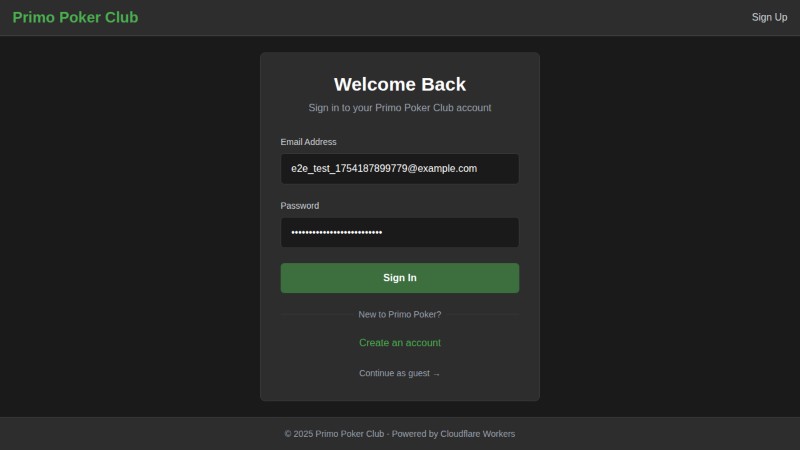 Primo Poker Club
Sign Up
Welcome Back
Sign in to your Primo Poker Club account
Email Address
e2e_test_1754187899779@example.com
Password
••••••••••••••••••••••••••
Sign In
New to Primo Poker?
Create an account
Continue as guest →
© 2025 Primo Poker Club - Powered by Cloudflare Workers